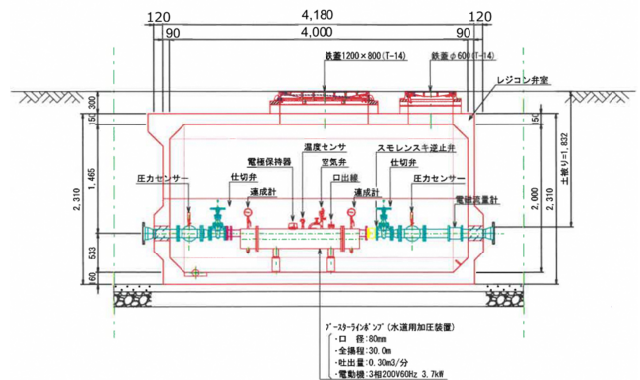 120
4,180
120
90
4,000
90
鉄蓋1200×800(T-14)
鉄蓋φ600(T-14)
レジコン弁室
300
150
150
1,465
2,310
533
160
土被り=1,832
2,000
2,310
温度センサ
スモレンスキ逆止弁
電極保持器
空気弁
仕切弁
仕切弁
口出線
圧力センサー
連成計
連成計
圧力センサー
電磁流量計
ブースターラインポンプ(水道用加圧装置)
・口 径:80mm
・全揚程:30.0m
・吐出量:0.30m3/分
・電動機:3相200V60Hz 3.7kW